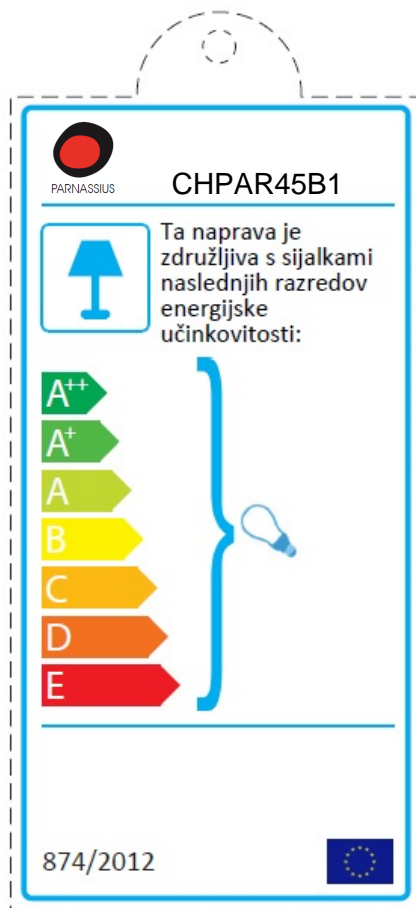 PARNASSIUS
CHPAR45B1
Ta naprava je
združljiva s sijalkami
naslednjih razredov
energijske
učinkovitosti:
A++
A+
A
B
C
D
E
874/2012